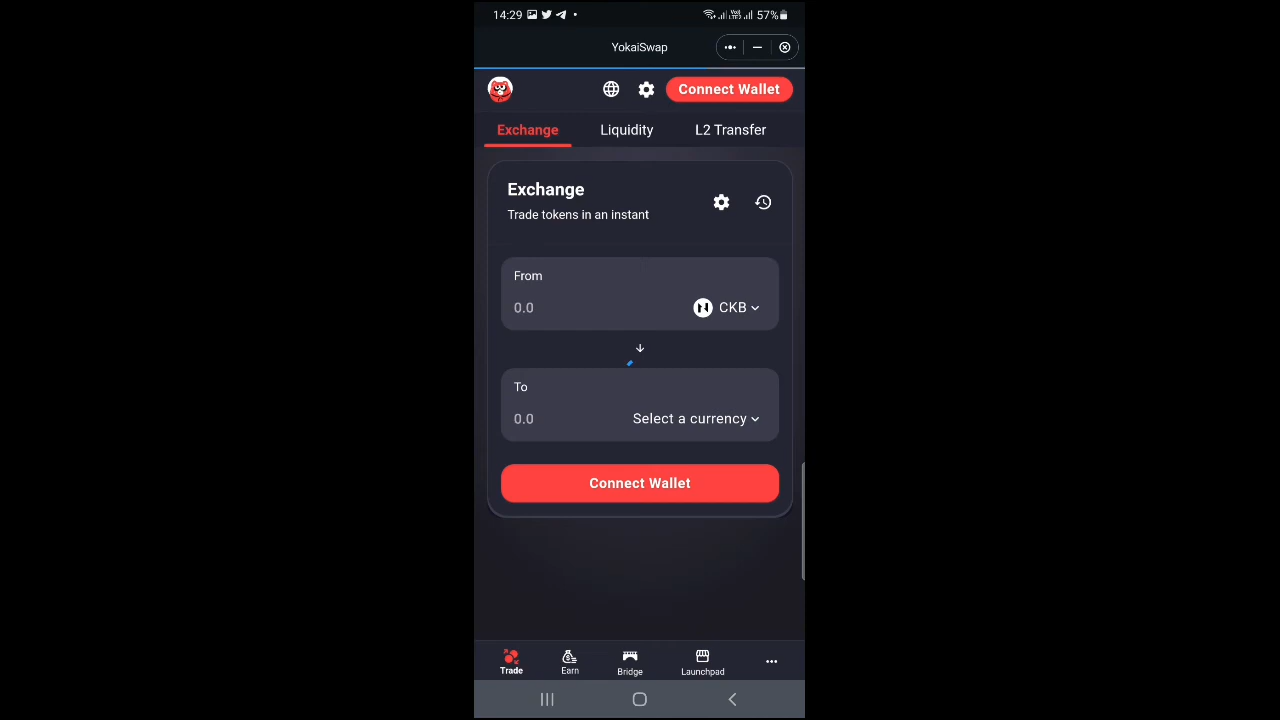 14:29 57%
YokaiSwap
Connect Wallet
Exchange Liquidity L2 Transfer
Exchange
Trade tokens in an instant
From
0.0 CKB
To
0.0 Select a currency
Connect Wallet
Trade Earn Bridge Launchpad